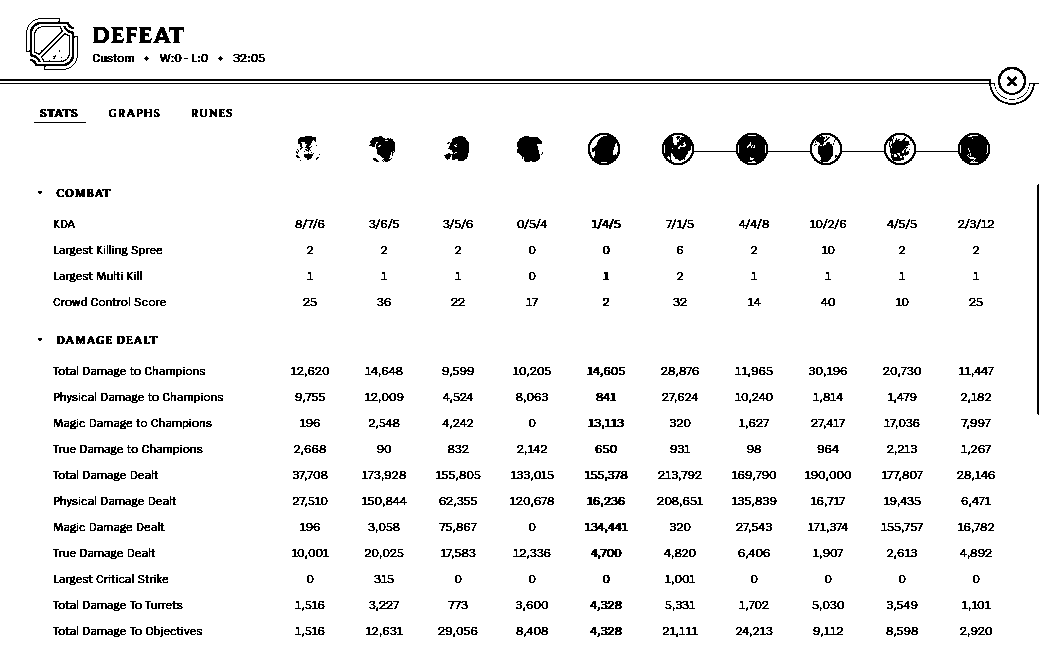 DEFEAT
Custom • W:0 - L:0 • 32:05
STATS GRAPHS RUNES
COMBAT
KDA 8/7/6 3/6/5 3/5/6 0/5/4 1/4/5 7/1/5 4/4/8 10/2/6 4/5/5 2/3/12
Largest Killing Spree 2 2 2 0 0 6 2 10 2 2
Largest Multi Kill 1 1 1 0 1 2 1 1 1 1
Crowd Control Score 25 36 22 17 2 32 14 40 10 25
DAMAGE DEALT
Total Damage to Champions 12,620 14,648 9,599 10,205 14,605 28,876 11,965 30,196 20,730 11,447
Physical Damage to Champions 9,755 12,009 4,524 8,063 841 27,624 10,240 1,814 1,479 2,182
Magic Damage to Champions 196 2,548 4,242 0 13,113 320 1,627 27,417 17,036 7,997
True Damage to Champions 2,668 90 832 2,142 650 931 98 964 2,213 1,267
Total Damage Dealt 37,708 173,928 155,805 133,015 155,378 213,792 169,790 190,000 177,807 28,146
Physical Damage Dealt 27,510 150,844 62,355 120,678 16,236 208,651 135,839 16,717 19,435 6,471
Magic Damage Dealt 196 3,058 75,867 0 134,441 320 27,543 171,374 155,757 16,782
True Damage Dealt 10,001 20,025 17,583 12,336 4,700 4,820 6,406 1,907 2,613 4,892
Largest Critical Strike 0 315 0 0 0 1,001 0 0 0 0
Total Damage To Turrets 1,516 3,227 773 3,600 4,328 5,331 1,702 5,030 3,549 1,101
Total Damage To Objectives 1,516 12,631 29,056 8,408 4,328 21,111 24,213 9,112 8,598 2,920